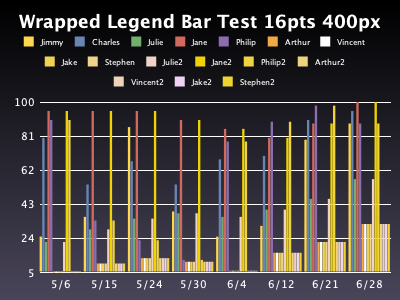 Wrapped Legend Bar Test 16pts 400px
Jimmy Charles Julie Jane Philip Arthur Vincent
Jake Stephen Julie2 Jane2 Philip2 Arthur2
Vincent2 Jake2 Stephen2
100
81
62
43
24
5
5/6 5/15 5/24 5/30 6/4 6/12 6/21 6/28